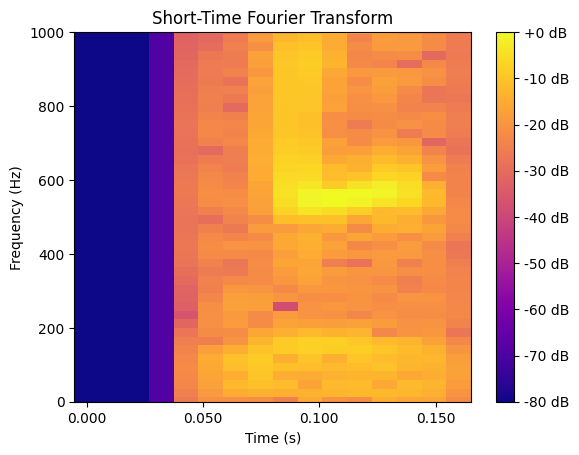 Short-Time Fourier Transform
Frequency (Hz)
1000
800
600
400
200
0
0.000
0.050
0.100
0.150
Time (s)
+0 dB
-10 dB
-20 dB
-30 dB
-40 dB
-50 dB
-60 dB
-70 dB
-80 dB